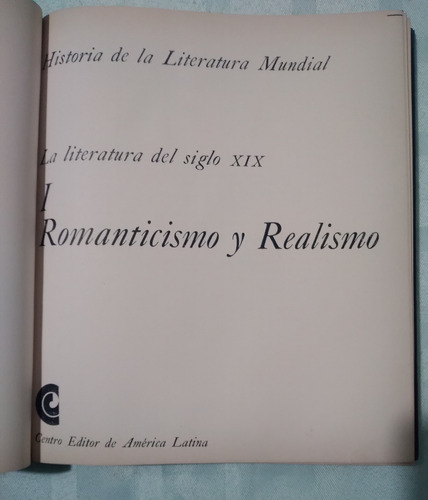 Historia de la Literatura Mundial
La literatura del siglo XIX
I
Romanticismo y Realismo
Centro Editor de América Latina